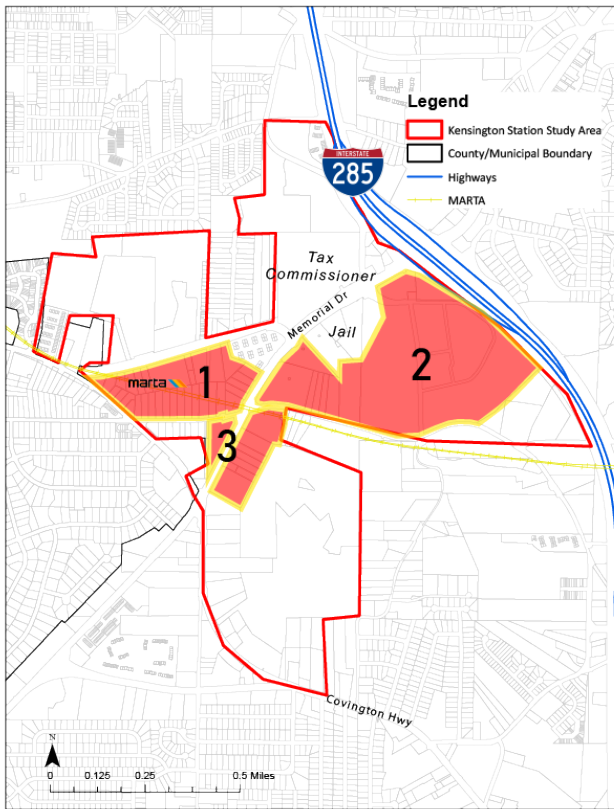 Legend
Kensington Station Study Area
County/Municipal Boundary
Highways
MARTA
INTERSTATE
285
Tax
Commissioner
Memorial Dr
Jail
2
marta
1
3
Covington Hwy
N
0 0.125 0.25 0.5 Miles